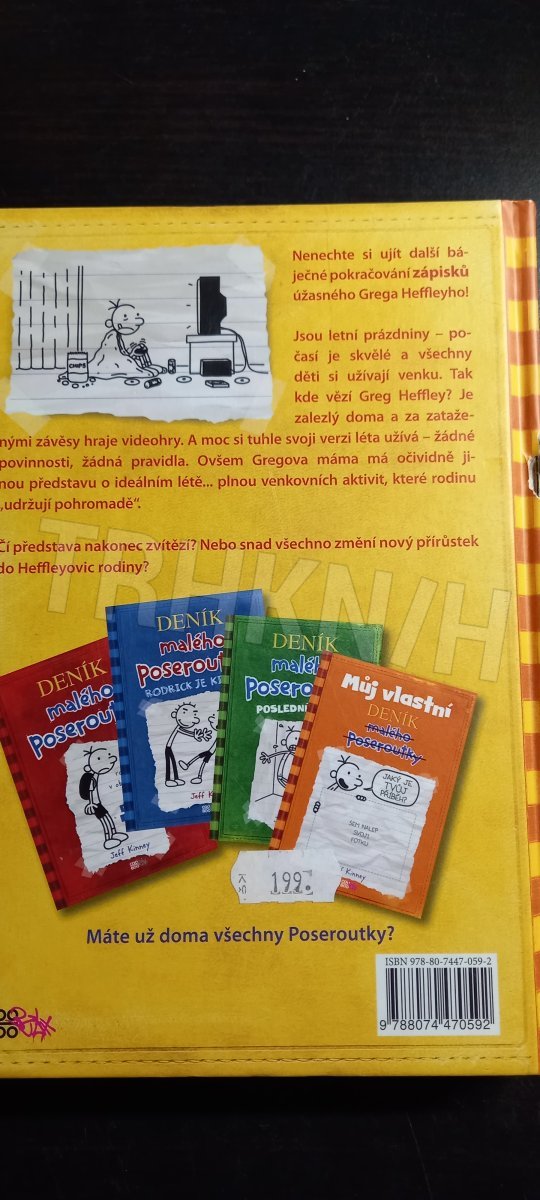 Nenechte si ujít další bá-
ječné pokračování zápisků
úžasného Grega Heffleyho!
Jsou letní prázdniny – po-
časí je skvělé a všechny
děti si užívají venku. Tak
kde vězí Greg Heffley? Je
zalezlý doma a za zataže-
nými závěsy hraje videohry. A moc si tuhle svoji verzi léta užívá – žádné
povinnosti, žádná pravidla. Ovšem Gregova máma má očividně ji-
nou představu o ideálním létě... plnou venkovních aktivit, které rodinu
„udržují pohromadě“.
Čí představa nakonec zvítězí? Nebo snad všechno změní nový přírůstek
do Heffleyovic rodiny?
CHIPS
TRHKNIH
DENÍK
malého
Poseroutk
Jeff Kinney
DENÍK
malého
Poserout
RODRICK JE KI
Jeff K
DENÍK
malé
Posero
POSLEDNÍ
Můj vlastní
DENÍK
malého
Poseroutky
JAKÝ JE
TVŮJ
PŘÍBĚH?
SEM NALEP
SVOJI
FOTKU
ff Kinney
199.
Máte už doma všechny Poseroutky?
ISBN 978-80-7447-059-2
9 788074 470592